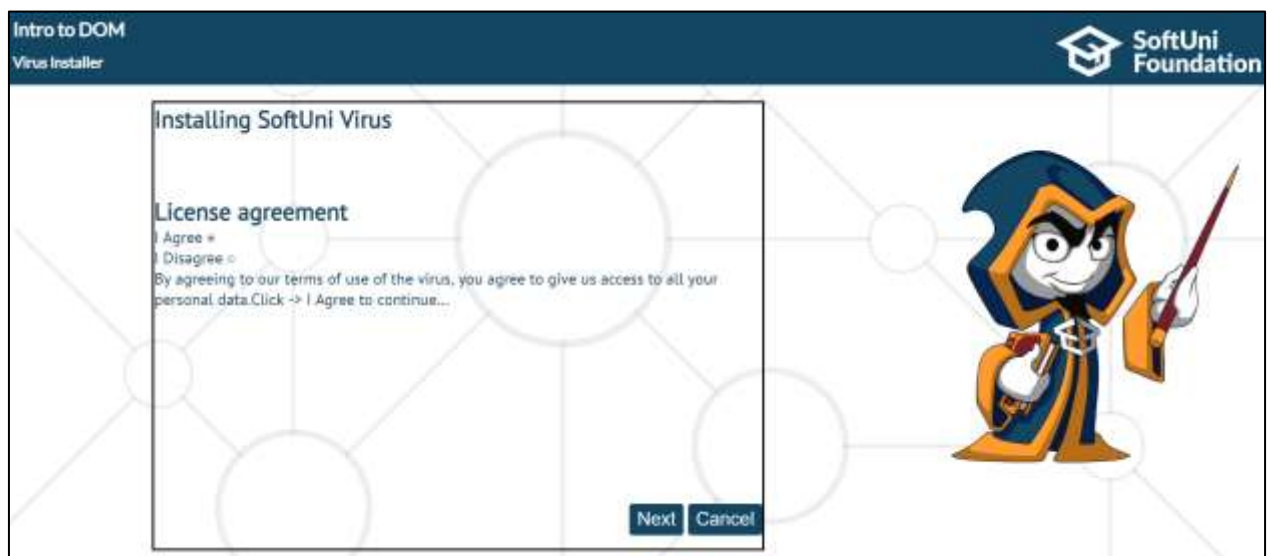 Intro to DOM
Virus Installer
SoftUni
Foundation
Installing SoftUni Virus
License agreement
I Agree
I Disagree
By agreeing to our terms of use of the virus, you agree to give us access to all your
personal data.Click -> I Agree to continue...
Next Cancel